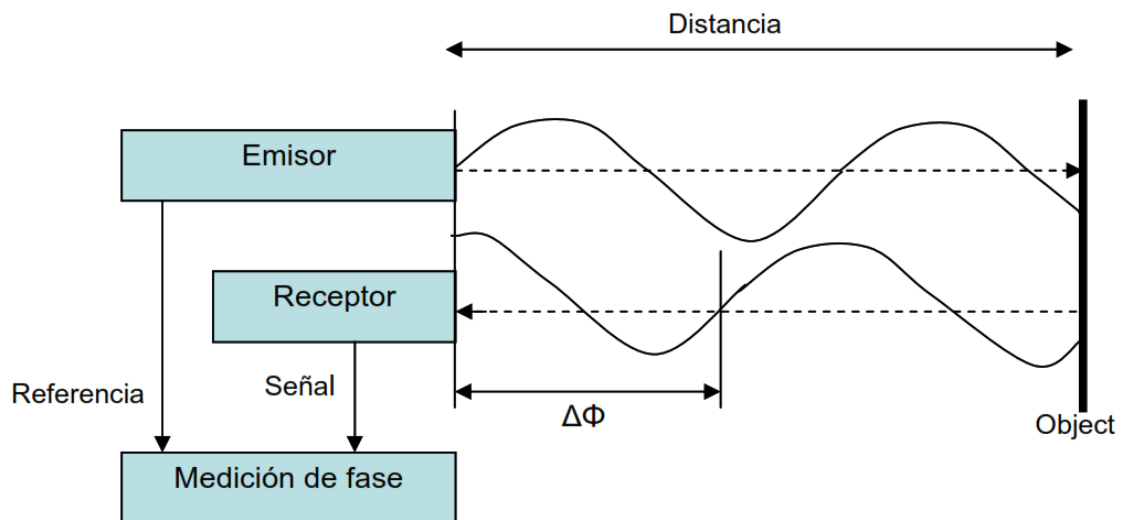 Distancia
Emisor
Receptor
Referencia
Señal
ΔΦ
Object
Medición de fase